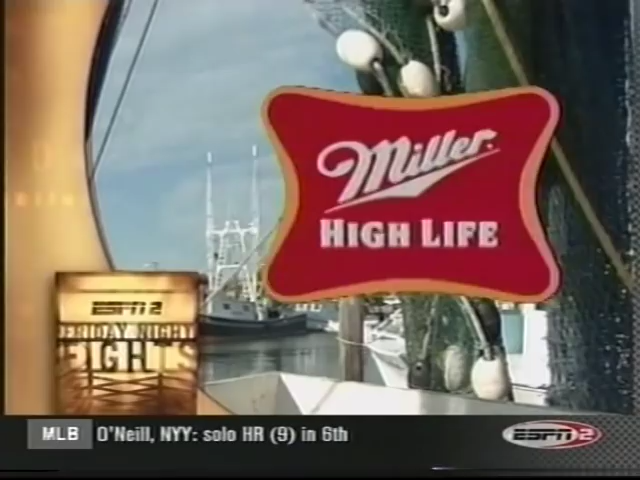 Miller
HIGH LIFE
ESPN2
FRIDAY NIGHT
FIGHTS
MLB O'Neill, NYY: solo HR (9) in 6th
ESPN2